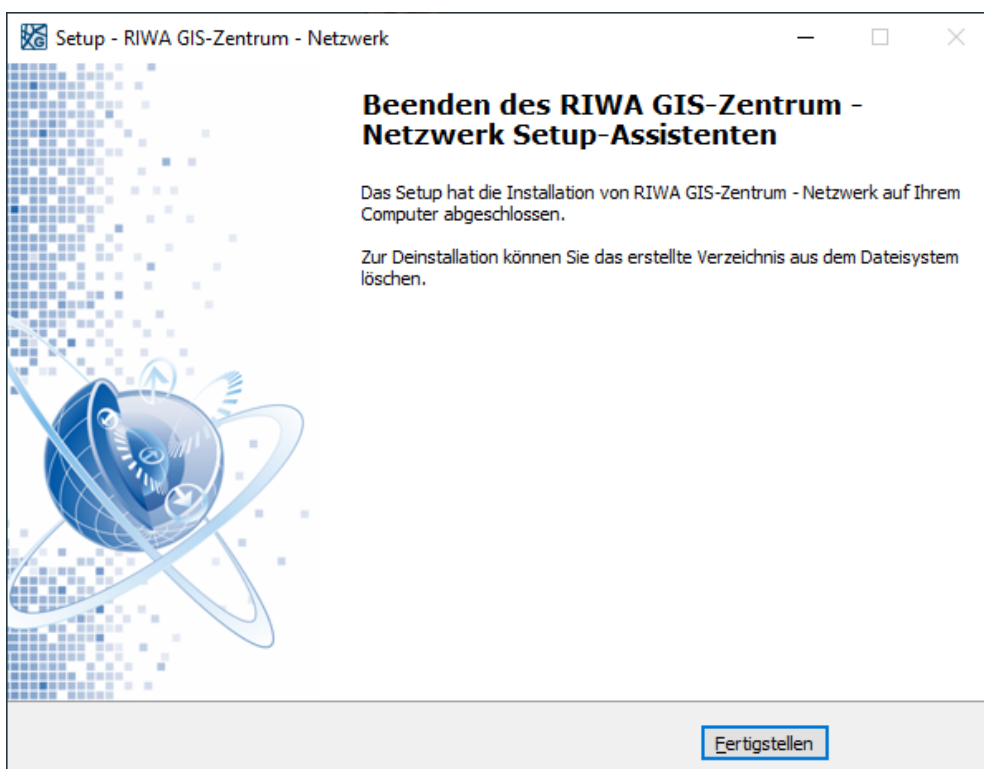 Setup - RIWA GIS-Zentrum - Netzwerk
Beenden des RIWA GIS-Zentrum -
Netzwerk Setup-Assistenten
Das Setup hat die Installation von RIWA GIS-Zentrum - Netzwerk auf Ihrem
Computer abgeschlossen.
Zur Deinstallation können Sie das erstellte Verzeichnis aus dem Dateisystem
löschen.
Fertigstellen